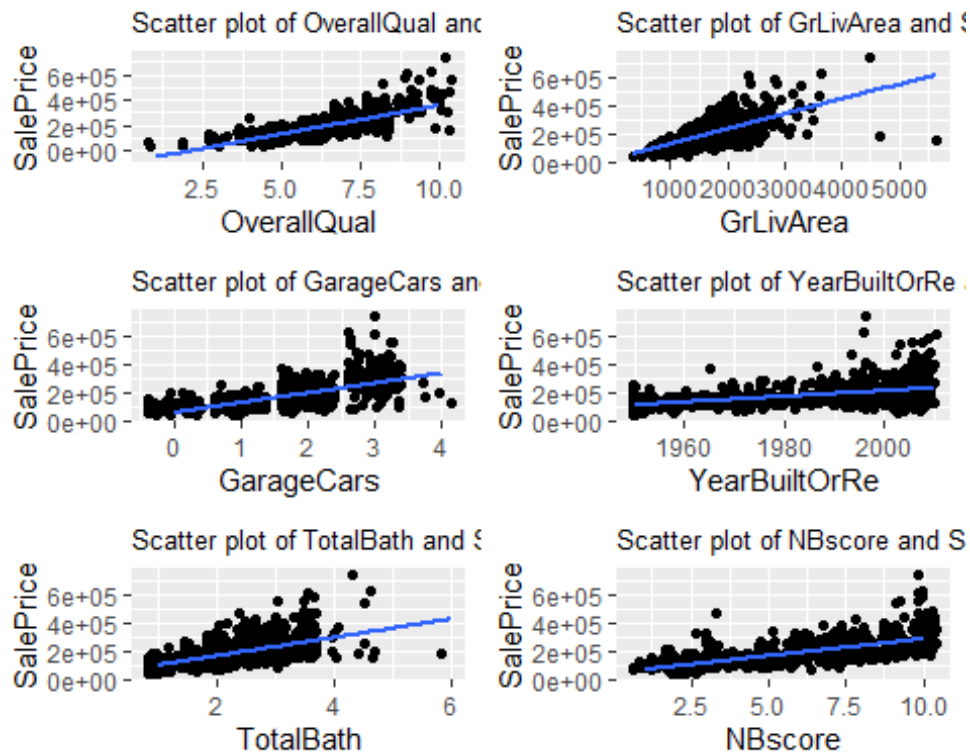 Scatter plot of OverallQual and
SalePrice
6e+05
4e+05
2e+05
0e+00
2.5 5.0 7.5 10.0
OverallQual
Scatter plot of GrLivArea and S
SalePrice
6e+05
4e+05
2e+05
0e+00
10002000300040005000
GrLivArea
Scatter plot of GarageCars an
SalePrice
6e+05
4e+05
2e+05
0e+00
0 1 2 3 4
GarageCars
Scatter plot of YearBuiltOrRe
SalePrice
6e+05
4e+05
2e+05
0e+00
1960 1980 2000
YearBuiltOrRe
Scatter plot of TotalBath and S
SalePrice
6e+05
4e+05
2e+05
0e+00
2 4 6
TotalBath
Scatter plot of NBscore and S
SalePrice
6e+05
4e+05
2e+05
0e+00
2.5 5.0 7.5 10.0
NBscore